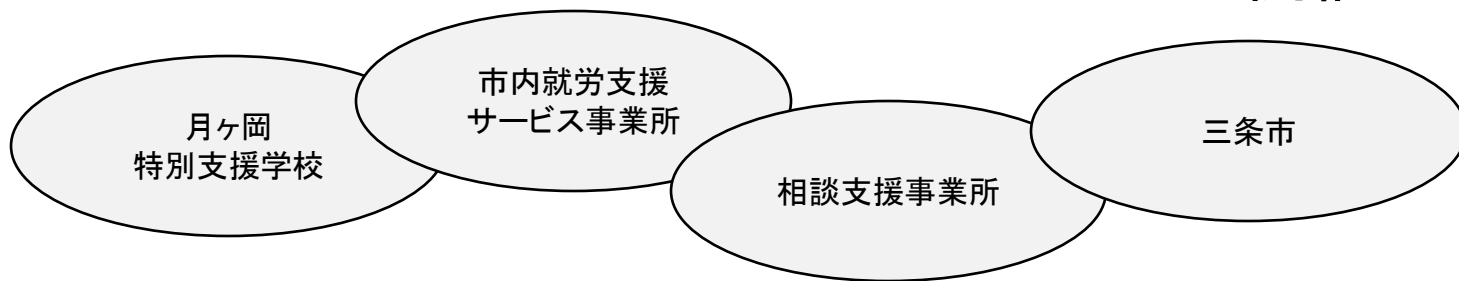 月ヶ岡
特別支援学校
市内就労支援
サービス事業所
相談支援事業所
三条市